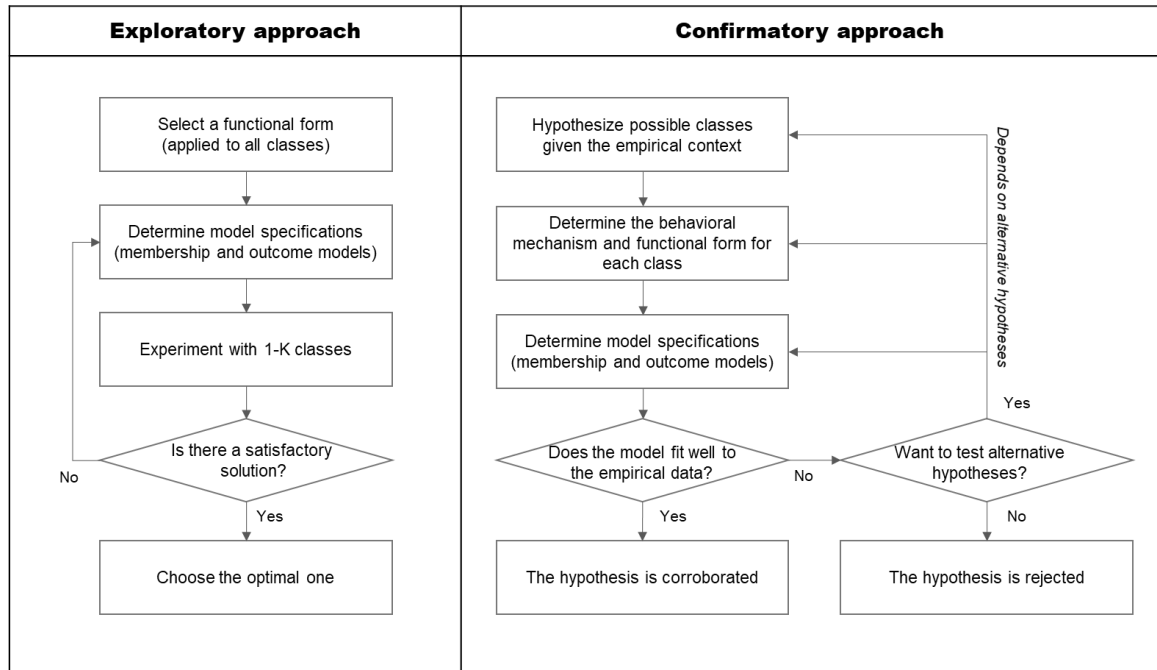 Exploratory approach
Select a functional form
(applied to all classes)
Determine model specifications
(membership and outcome models)
Experiment with 1-K classes
Is there a satisfactory
solution?
No
Yes
Choose the optimal one
Confirmatory approach
Hypothesize possible classes
given the empirical context
Determine the behavioral
mechanism and functional form for
each class
Determine model specifications
(membership and outcome models)
Does the model fit well to
the empirical data?
No
Yes
The hypothesis is corroborated
Want to test alternative
hypotheses?
Yes
Depends on alternative hypotheses
No
The hypothesis is rejected